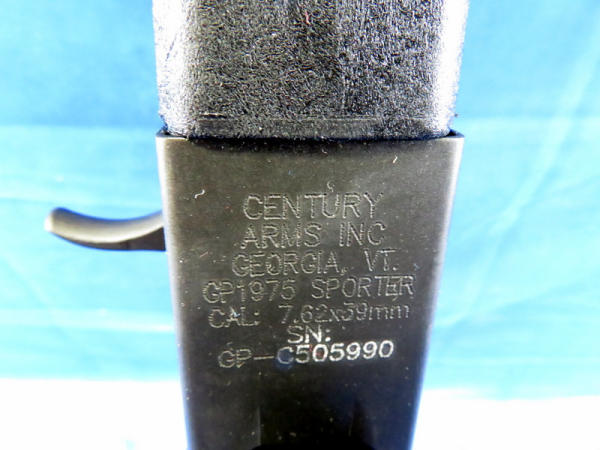 CENTURY
ARMS INC
GEORGIA, VT.
GP1975 SPORTER
CAL: 7.62x39mm
SN:
GP-C505990